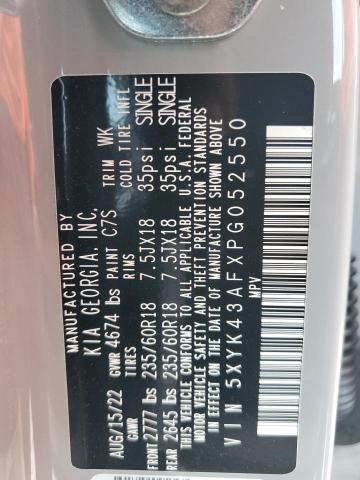 MANUFACTURED BY
KIA GEORGIA, INC.
AUG/15/22 GVWR 4674 lbs PAINT C7S TRIM WK
GAWR TIRES RIMS COLD TIRE INFL
FRONT 2777 lbs 235/60R18 7.5JX18 35psi SINGLE
REAR 2645 lbs 235/60R18 7.5JX18 35psi SINGLE
THIS VEHICLE CONFORMS TO ALL APPLICABLE U.S.A. FEDERAL
MOTOR VEHICLE SAFETY AND THEFT PREVENTION STANDARDS
IN EFFECT ON THE DATE OF MANUFACTURE SHOWN ABOVE.
VIN 5XYK43AFXPG052550
MPV